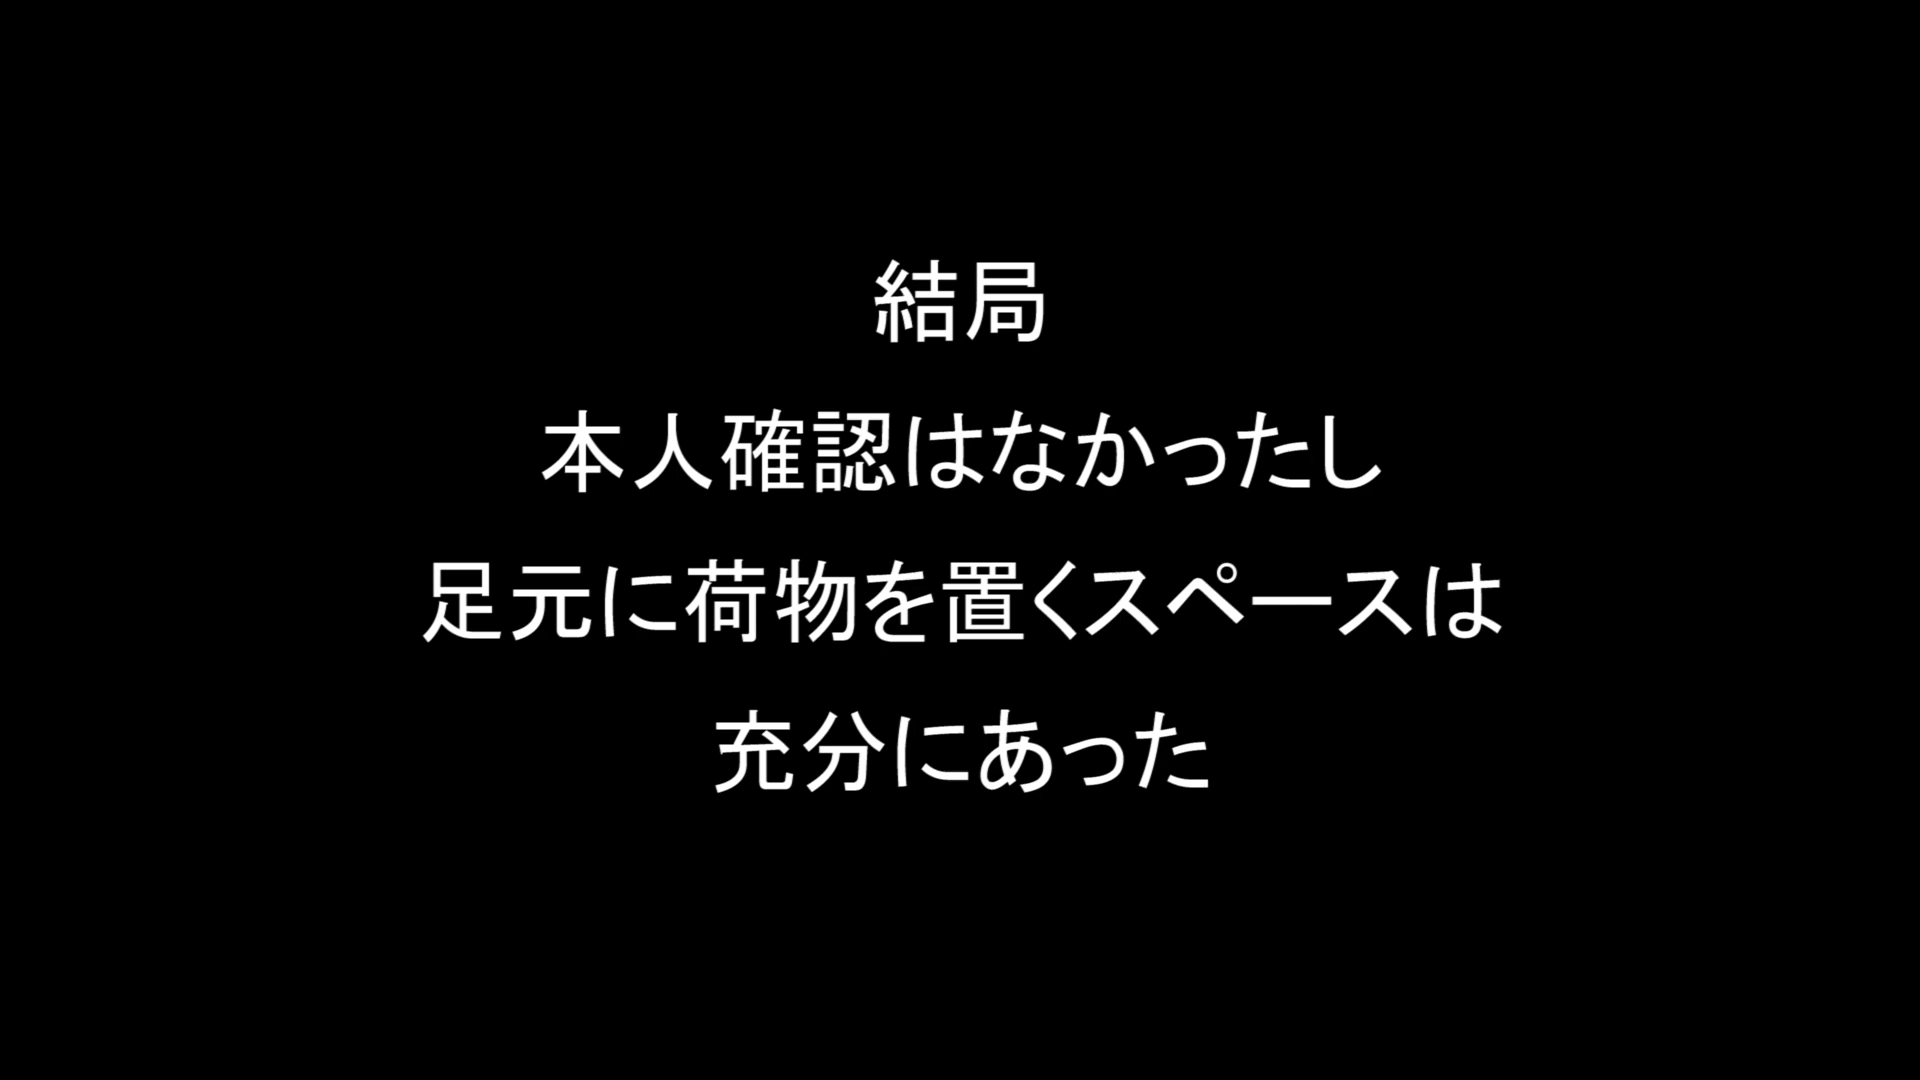 結局
本人確認はなかったし
足元に荷物を置くスペースは
充分にあった